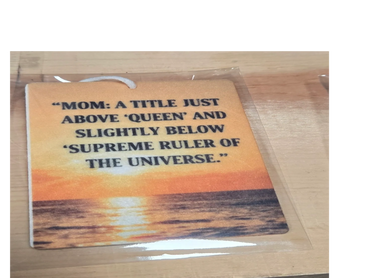 “MOM: A TITLE JUST
ABOVE ‘QUEEN’ AND
SLIGHTLY BELOW
‘SUPREME RULER OF
THE UNIVERSE.”